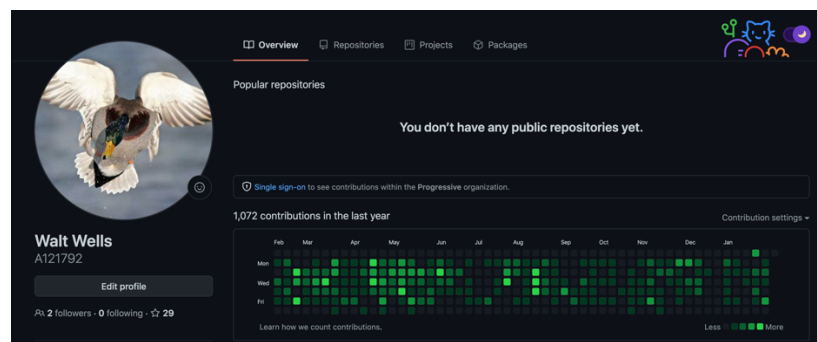 Overview
Repositories
Projects
Packages
Popular repositories
You don't have any public repositories yet.
Single sign-on to see contributions within the Progressive organization.
1,072 contributions in the last year
Contribution settings
Walt Wells
A121792
Edit profile
2 followers · 0 following · 29
Feb Mar Apr May Jun Jul Aug Sep Oct Nov Dec Jan
Mon
Wed
Fri
Learn how we count contributions.
Less More